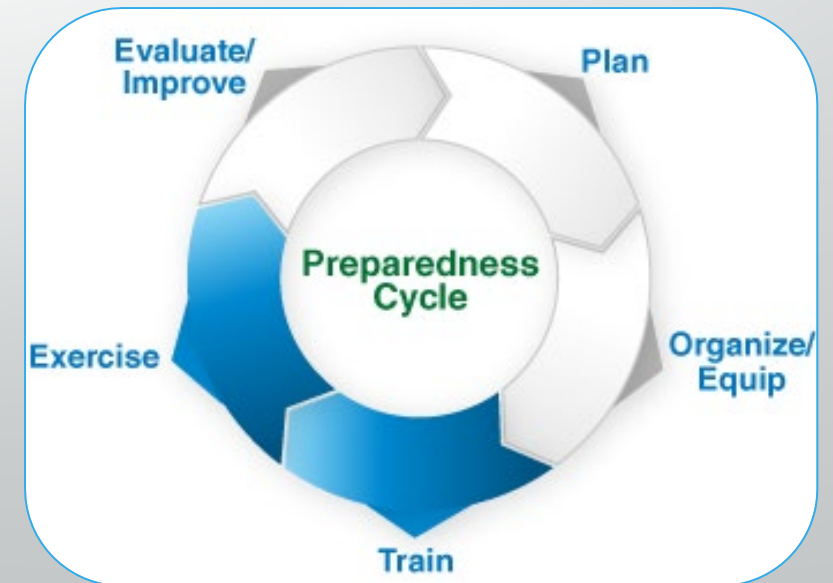 Evaluate/
Improve
Plan
Preparedness
Cycle
Organize/
Equip
Exercise
Train